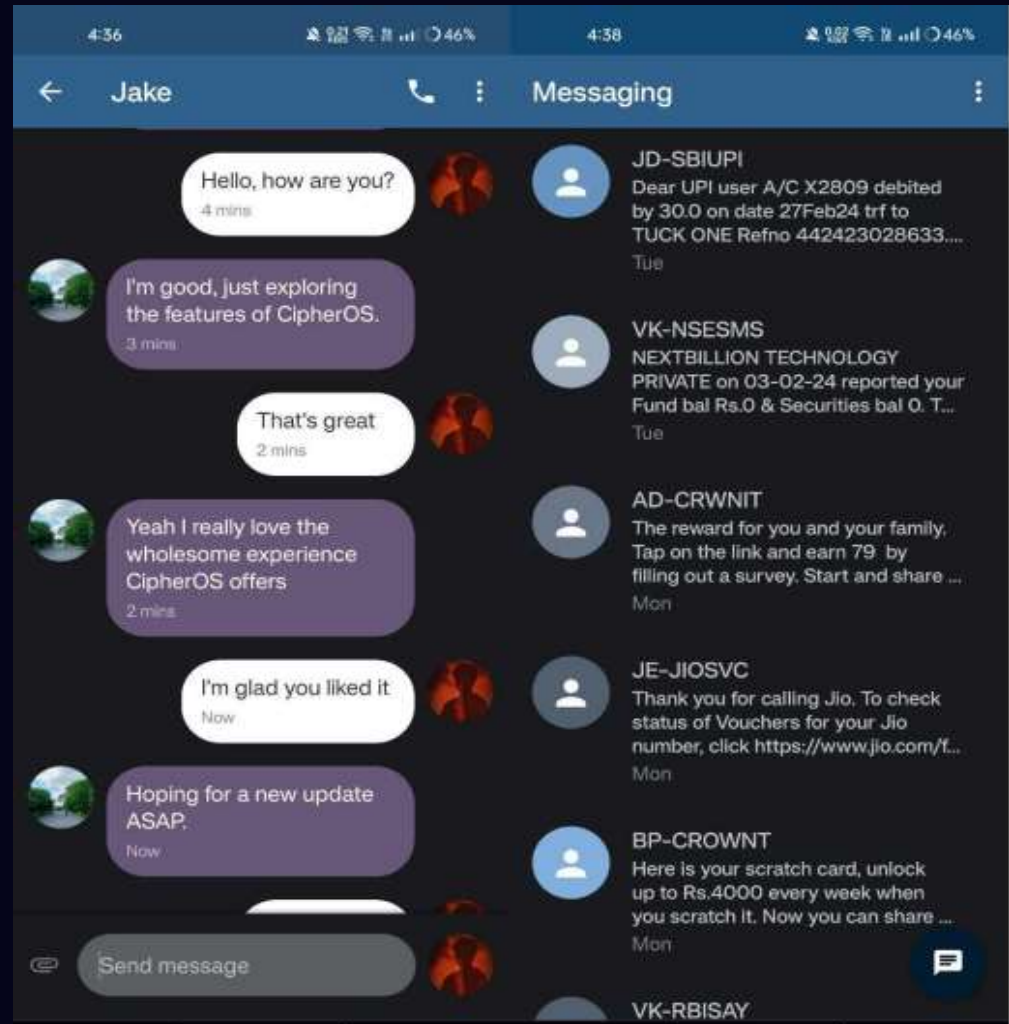 4:36
46%
Jake
Hello, how are you?
4 mins
I'm good, just exploring
the features of CipherOS.
3 mins
That's great
2 mins
Yeah I really love the
wholesome experience
CipherOS offers
2 mins
I'm glad you liked it
Now
Hoping for a new update
ASAP.
Now
Send message
4:38
46%
Messaging
JD-SBIUPI
Dear UPI user A/C X2809 debited
by 30.0 on date 27Feb24 trf to
TUCK ONE Refno 442423028633....
Tue
VK-NSESMS
NEXTBILLION TECHNOLOGY
PRIVATE on 03-02-24 reported your
Fund bal Rs.0 & Securities bal 0. T...
Tue
AD-CRWNIT
The reward for you and your family.
Tap on the link and earn 79 by
filling out a survey. Start and share ...
Mon
JE-JIOSVC
Thank you for calling Jio. To check
status of Vouchers for your Jio
number, click https://www.jio.com/f...
Mon
BP-CROWNT
Here is your scratch card, unlock
up to Rs.4000 every week when
you scratch it. Now you can share ...
Mon
VK-RBISAY